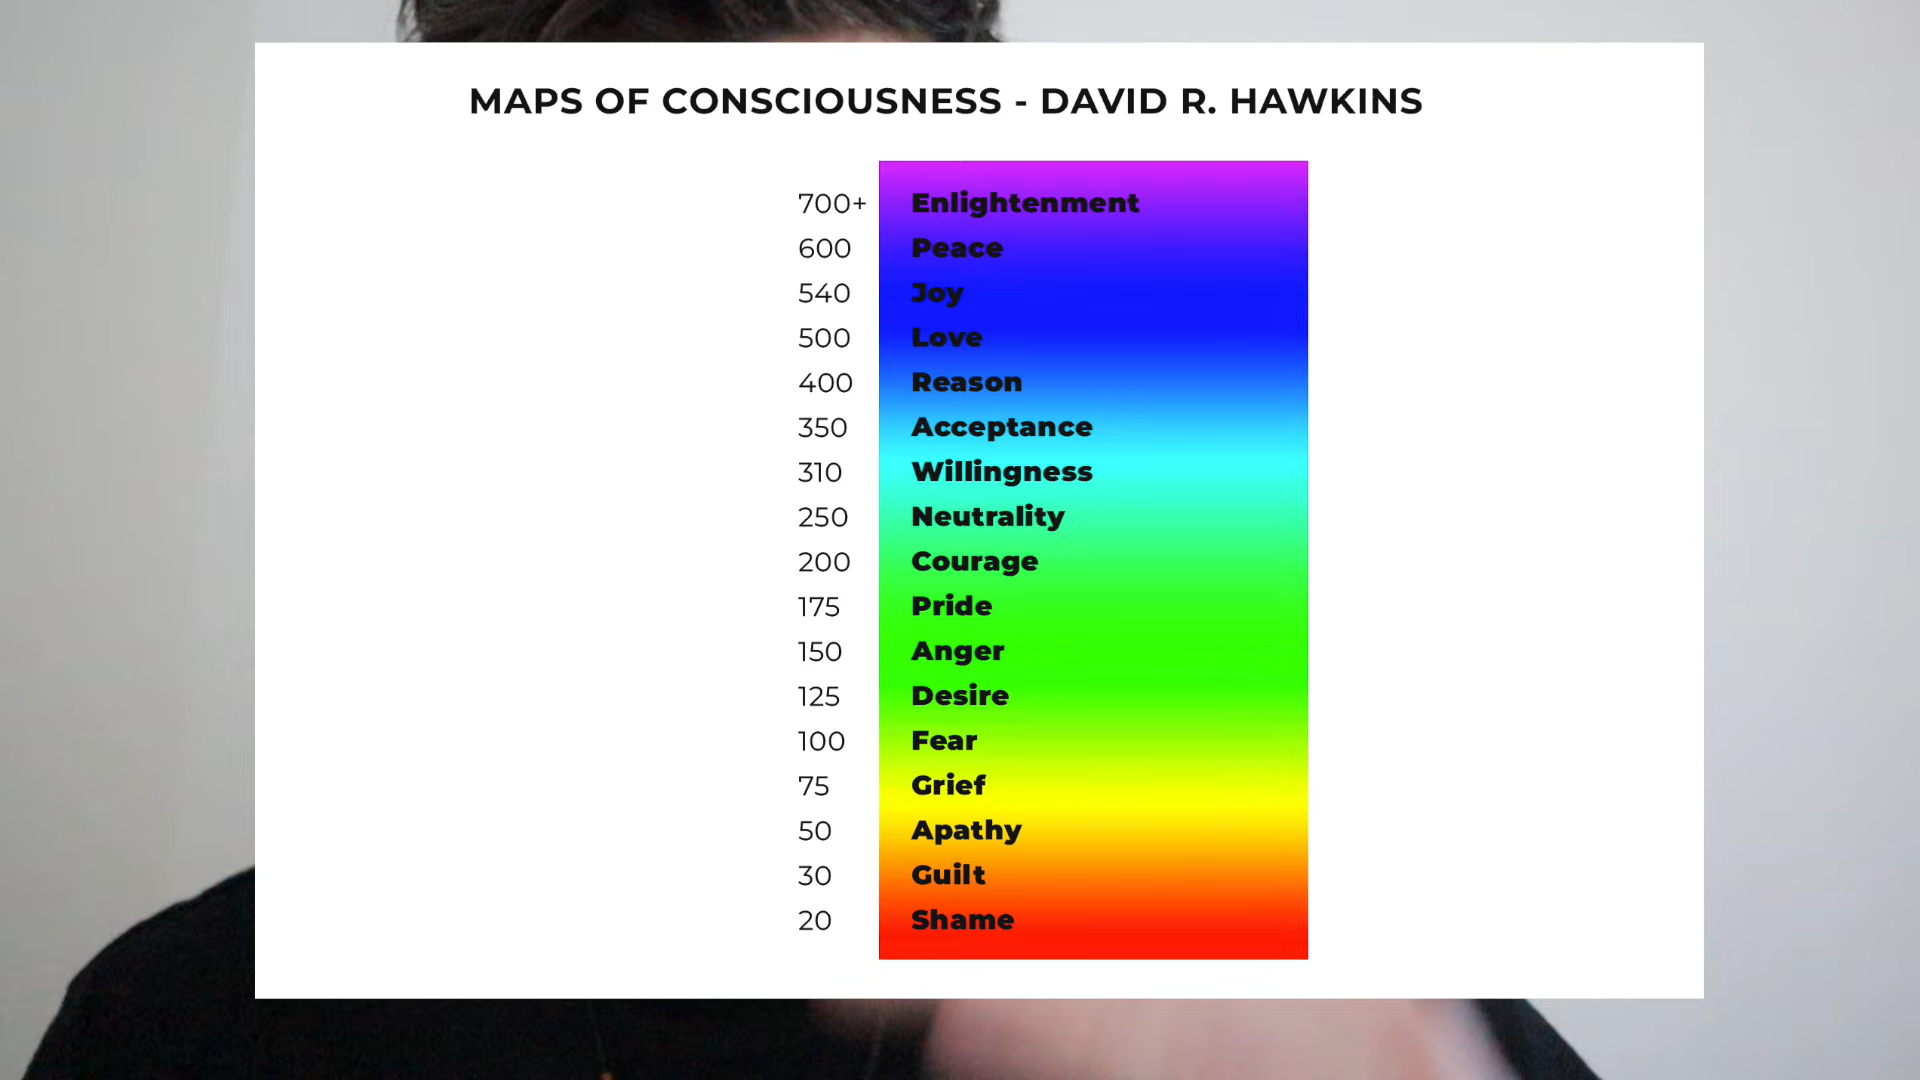 MAPS OF CONSCIOUSNESS - DAVID R. HAWKINS
700+ Enlightenment
600 Peace
540 Joy
500 Love
400 Reason
350 Acceptance
310 Willingness
250 Neutrality
200 Courage
175 Pride
150 Anger
125 Desire
100 Fear
75 Grief
50 Apathy
30 Guilt
20 Shame